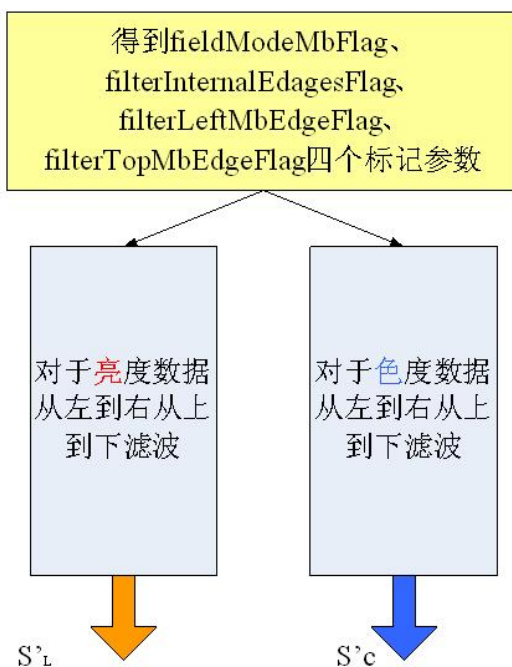 得到fieldModeMbFlag、
filterInternalEdagesFlag、
filterLeftMbEdgeFlag、
filterTopMbEdgeFlag四个标记参数
对于亮度数据
从左到右从上
到下滤波
对于色度数据
从左到右从上
到下滤波
S’L
S’c